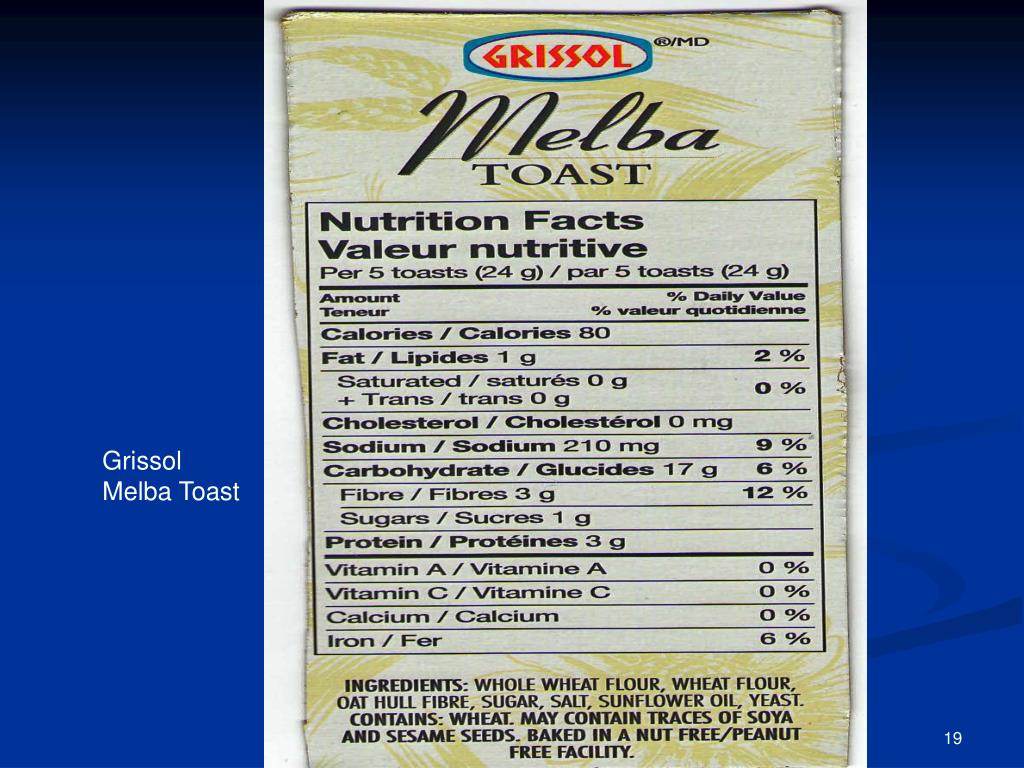 GRISSOL ®/MD
Melba
TOAST
Nutrition Facts
Valeur nutritive
Per 5 toasts (24 g) / par 5 toasts (24 g)
Amount % Daily Value
Teneur % valeur quotidienne
Calories / Calories 80
Fat / Lipides 1 g 2 %
Saturated / saturés 0 g
+ Trans / trans 0 g 0 %
Cholesterol / Cholestérol 0 mg
Sodium / Sodium 210 mg 9 %
Carbohydrate / Glucides 17 g 6 %
Fibre / Fibres 3 g 12 %
Sugars / Sucres 1 g
Protein / Protéines 3 g
Vitamin A / Vitamine A 0 %
Vitamin C / Vitamine C 0 %
Calcium / Calcium 0 %
Iron / Fer 6 %
INGREDIENTS: WHOLE WHEAT FLOUR, WHEAT FLOUR,
OAT HULL FIBRE, SUGAR, SALT, SUNFLOWER OIL, YEAST.
CONTAINS: WHEAT. MAY CONTAIN TRACES OF SOYA
AND SESAME SEEDS. BAKED IN A NUT FREE/PEANUT
FREE FACILITY.
Grissol
Melba Toast
19